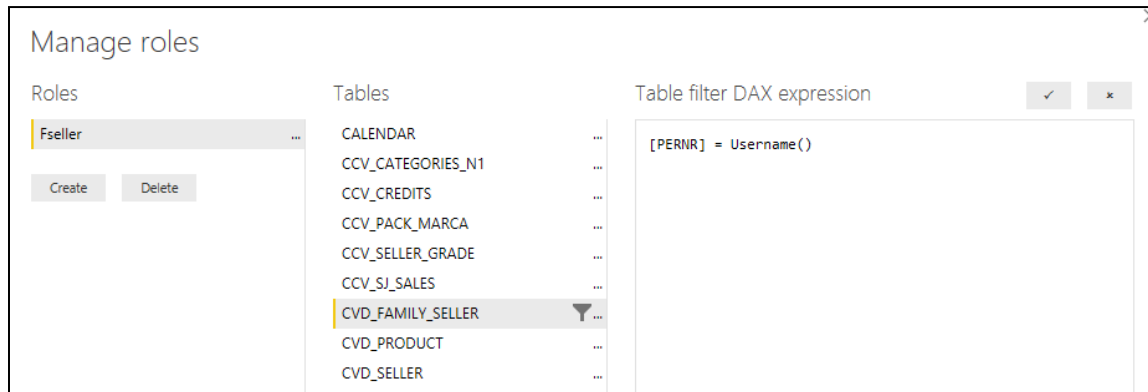 Manage roles
Roles
Tables
Table filter DAX expression
Fseller
...
Create
Delete
CALENDAR
...
CCV_CATEGORIES_N1
...
CCV_CREDITS
...
CCV_PACK_MARCA
...
CCV_SELLER_GRADE
...
CCV_SJ_SALES
...
CVD_FAMILY_SELLER
...
CVD_PRODUCT
...
CVD_SELLER
...
[PERNR] = Username()